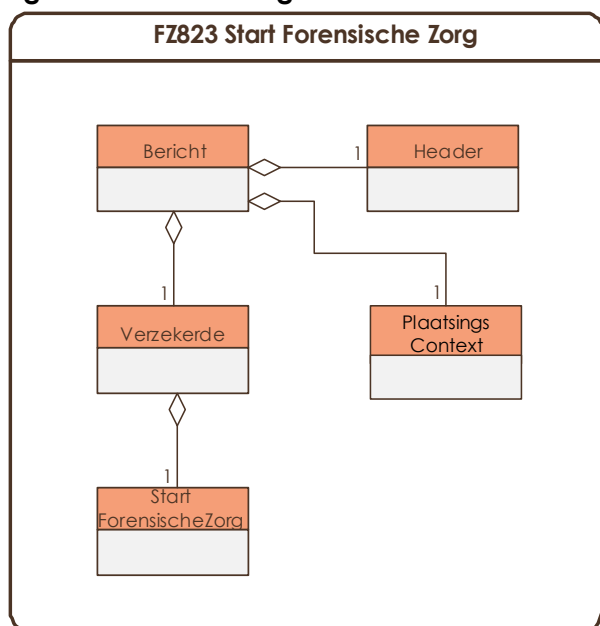 FZ823 Start Forensische Zorg
Bericht
1
Header
1
1
Verzekerde
Plaatsings
Context
1
Start
ForensischeZorg